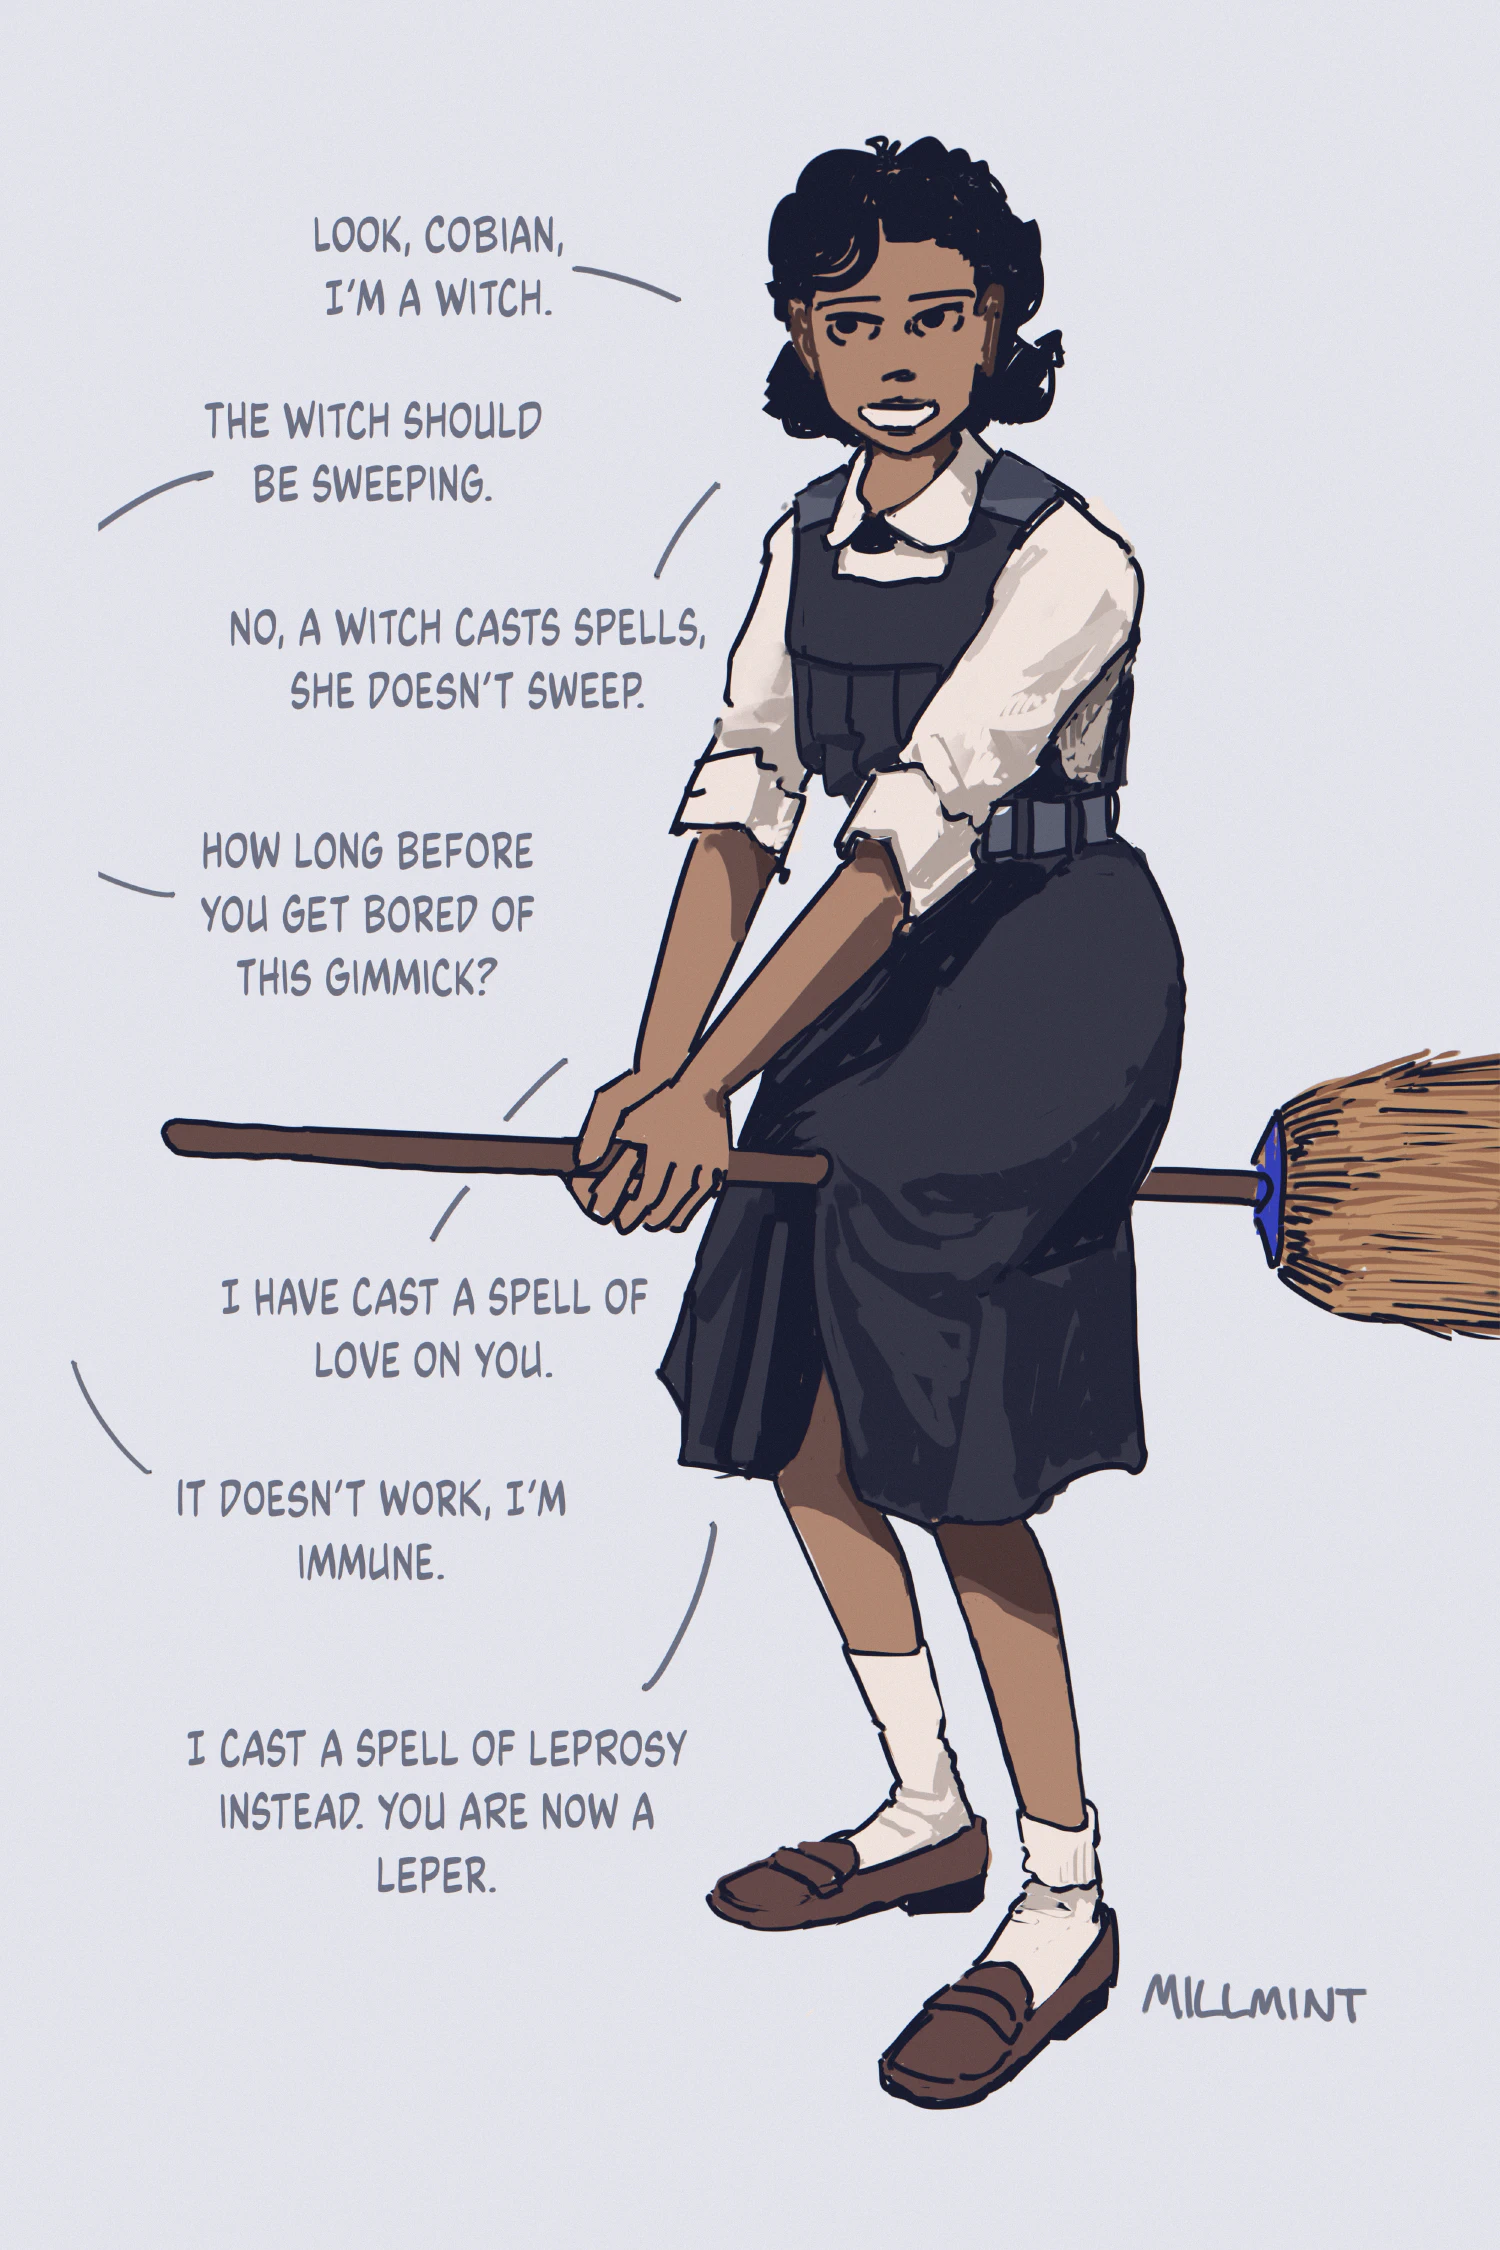 LOOK, COBIAN,
I'M A WITCH.
THE WITCH SHOULD
BE SWEEPING.
NO, A WITCH CASTS SPELLS,
SHE DOESN'T SWEEP.
HOW LONG BEFORE
YOU GET BORED OF
THIS GIMMICK?
I HAVE CAST A SPELL OF
LOVE ON YOU.
IT DOESN'T WORK, I'M
IMMUNE.
I CAST A SPELL OF LEPROSY
INSTEAD. YOU ARE NOW A
LEPER.
MILLMINT